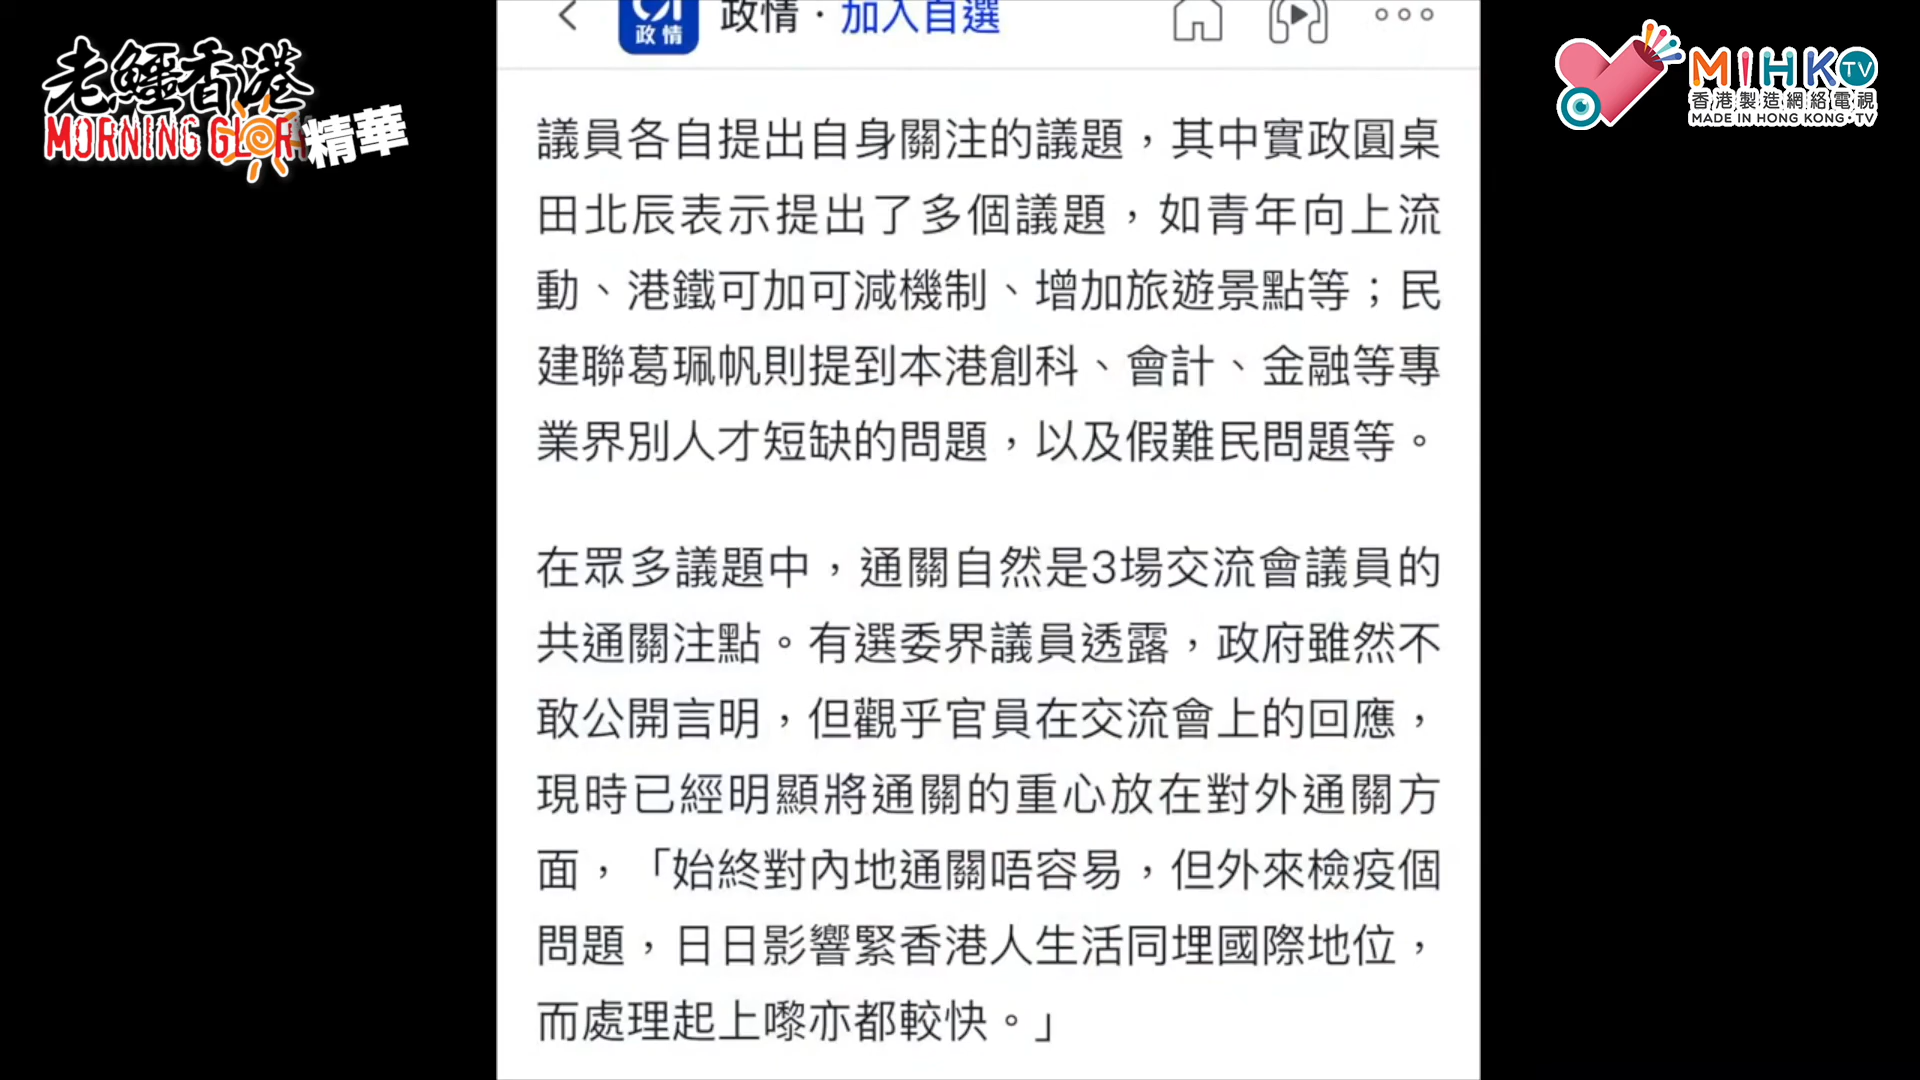 老鱷香港
MORNING GLOR
精華
政情
政情·加入自選
MIHK TV
香港製造網絡電視
MADE IN HONG KONG·TV
議員各自提出自身關注的議題，其中實政圓桌
田北辰表示提出了多個議題，如青年向上流
動、港鐵可加可減機制、增加旅遊景點等；民
建聯葛珮帆則提到本港創科、會計、金融等專
業界別人才短缺的問題，以及假難民問題等。
在眾多議題中，通關自然是3場交流會議員的
共通關注點。有選委界議員透露，政府雖然不
敢公開言明，但觀乎官員在交流會上的回應，
現時已經明顯將通關的重心放在對外通關方
面，「始終對內地通關唔容易，但外來檢疫個
問題，日日影響緊香港人生活同埋國際地位，
而處理起上嚟亦都較快。」